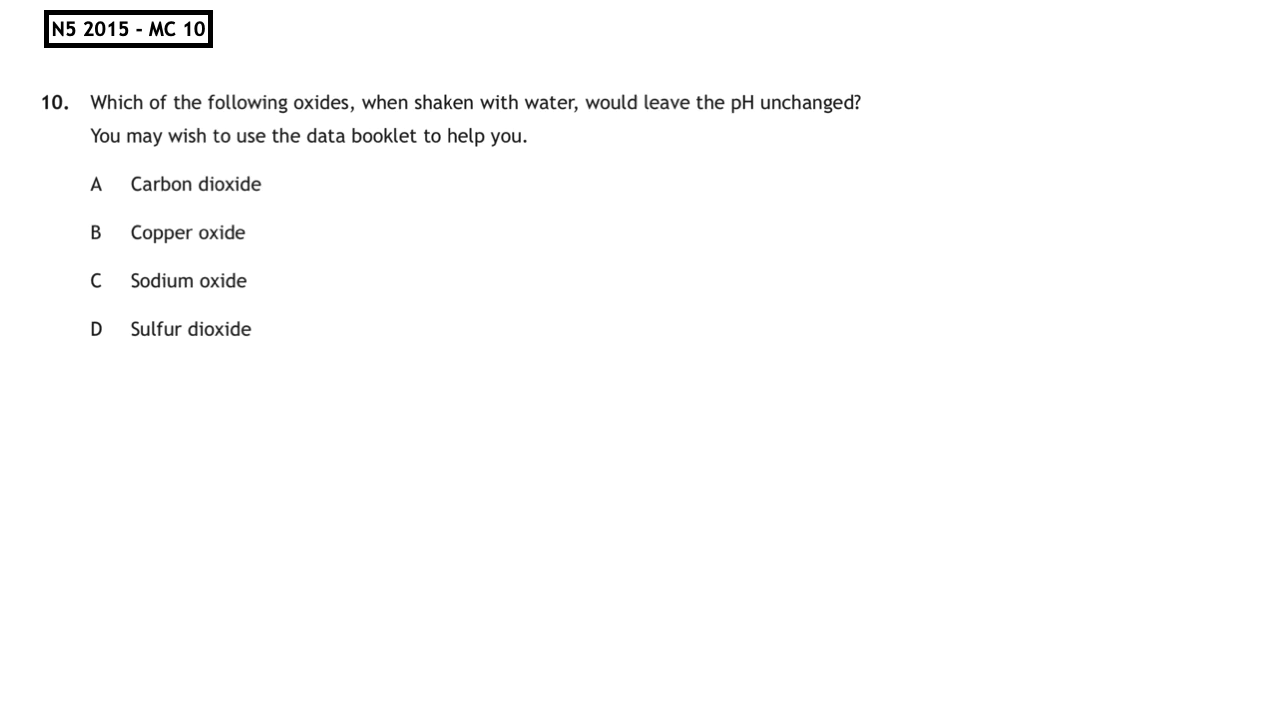 N5 2015 - MC 10
10. Which of the following oxides, when shaken with water, would leave the pH unchanged?
You may wish to use the data booklet to help you.
A Carbon dioxide
B Copper oxide
C Sodium oxide
D Sulfur dioxide